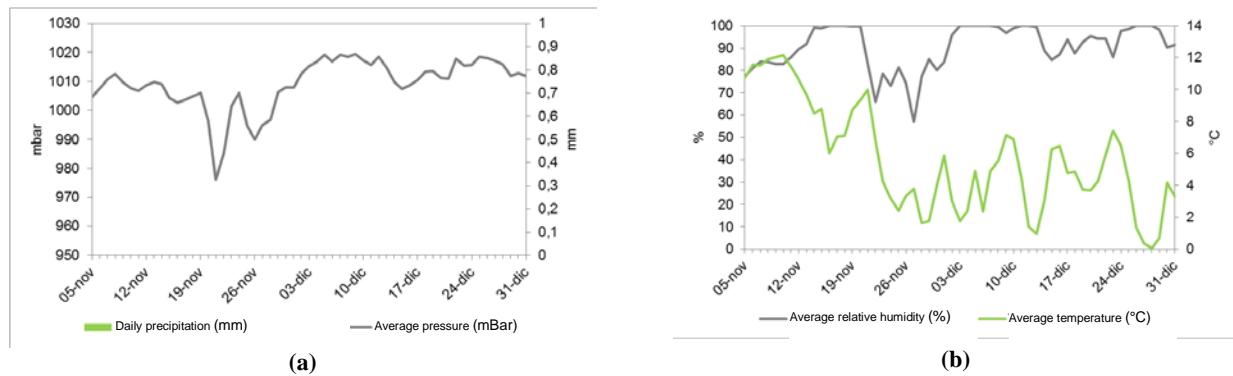 1030
1020
1010
1000
990
980
970
960
950
mbar
1
0,9
0,8
0,7
0,6
0,5
0,4
0,3
0,2
0,1
0
mm
05-nov
12-nov
19-nov
26-nov
03-dic
10-dic
17-dic
24-dic
31-dic
Daily precipitation (mm)
Average pressure (mBar)
(a)
100
90
80
70
60
50
40
30
20
10
0
%
14
12
10
8
6
4
2
0
°C
05-nov
12-nov
19-nov
26-nov
03-dic
10-dic
17-dic
24-dic
31-dic
Average relative humidity (%)
Average temperature (°C)
(b)